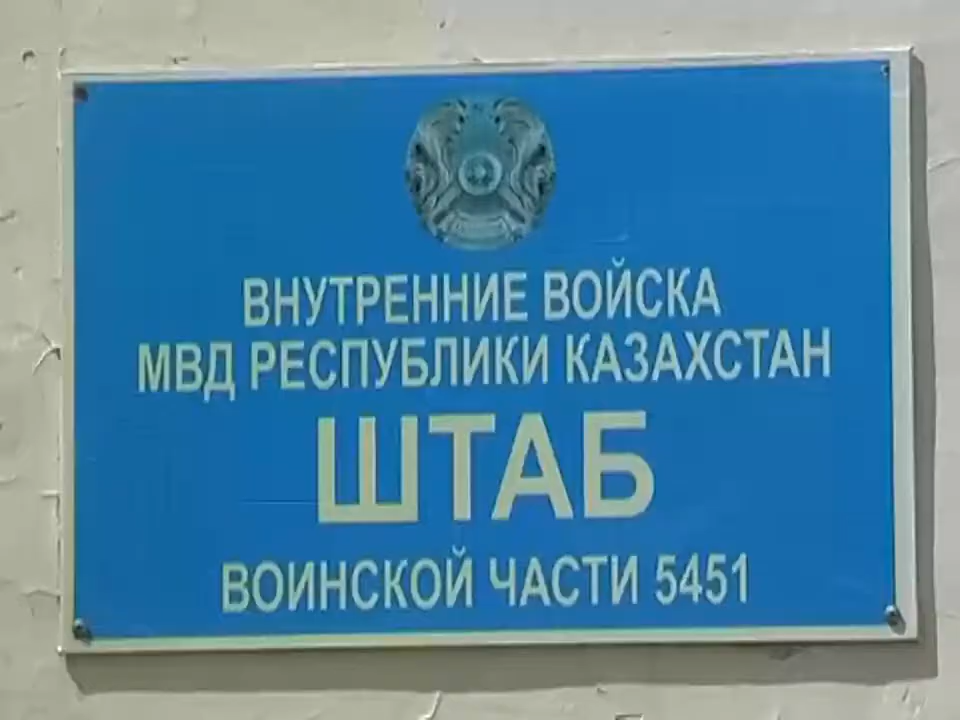 ВНУТРЕННИЕ ВОЙСКА
МВД РЕСПУБЛИКИ КАЗАХСТАН
ШТАБ
ВОИНСКОЙ ЧАСТИ 5451